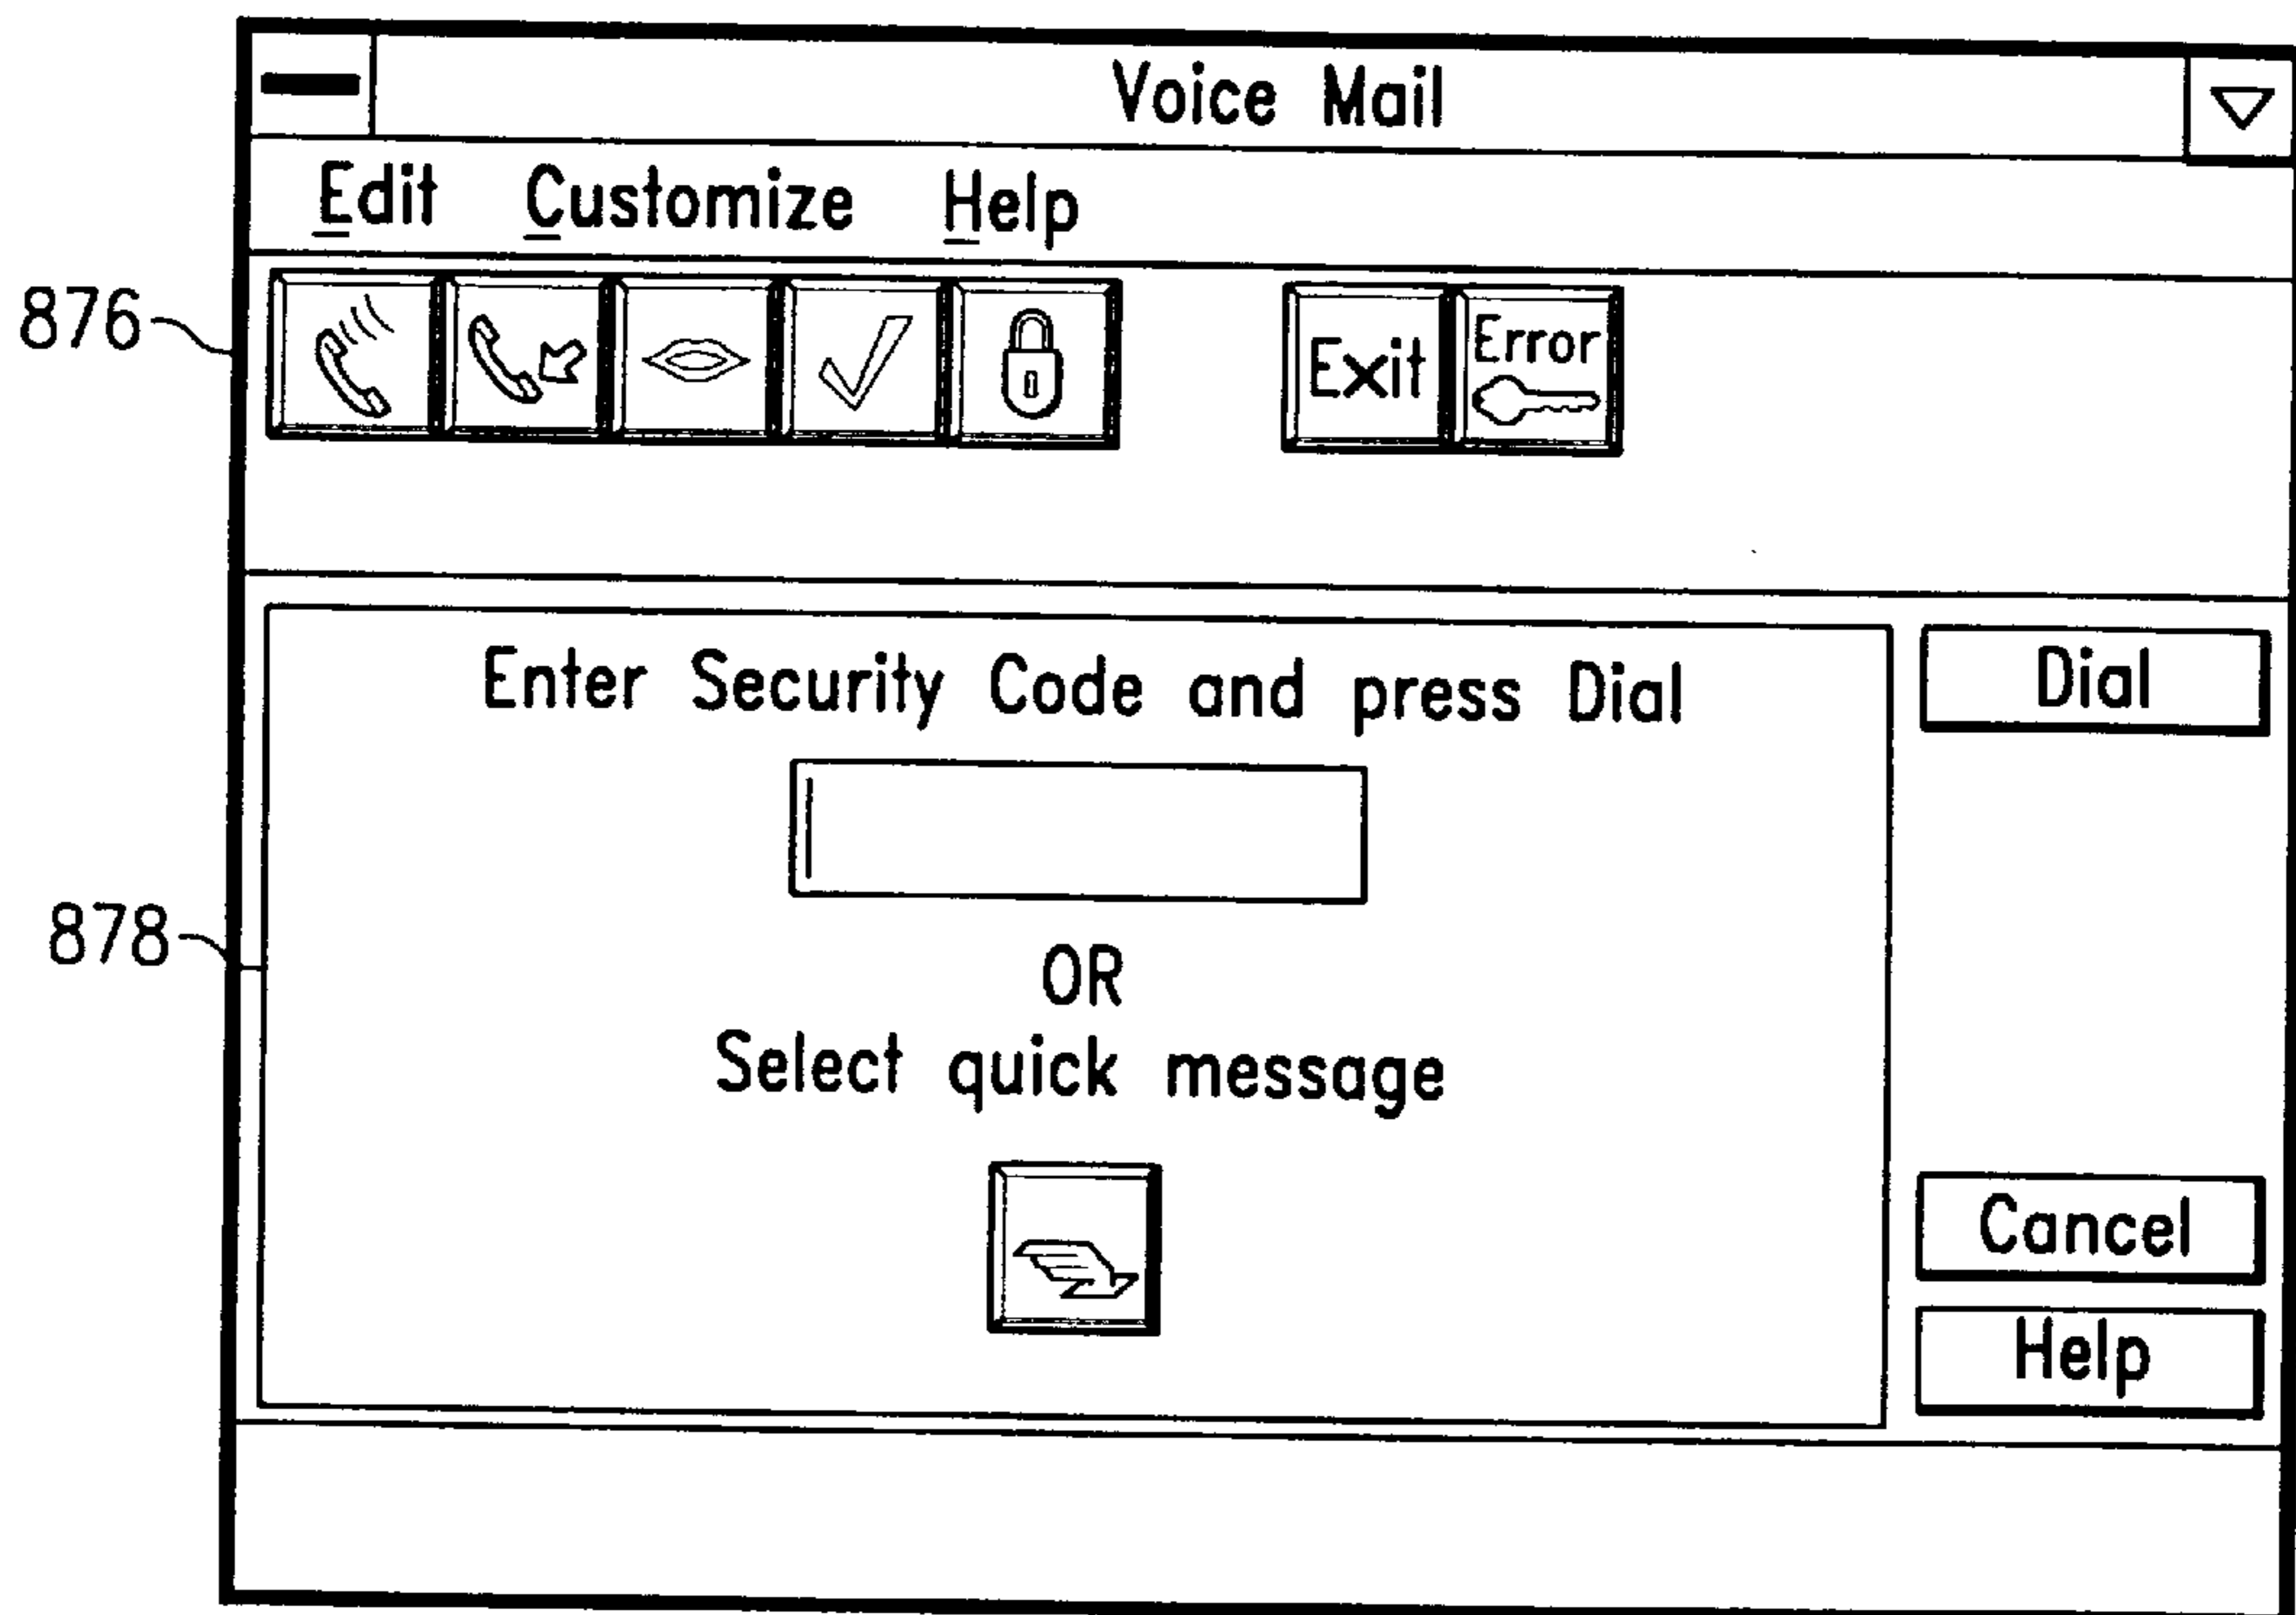 Voice Mail
Edit Customize Help
876
Exit Error
Enter Security Code and press Dial
Dial
878
OR
Select quick message
Cancel
Help